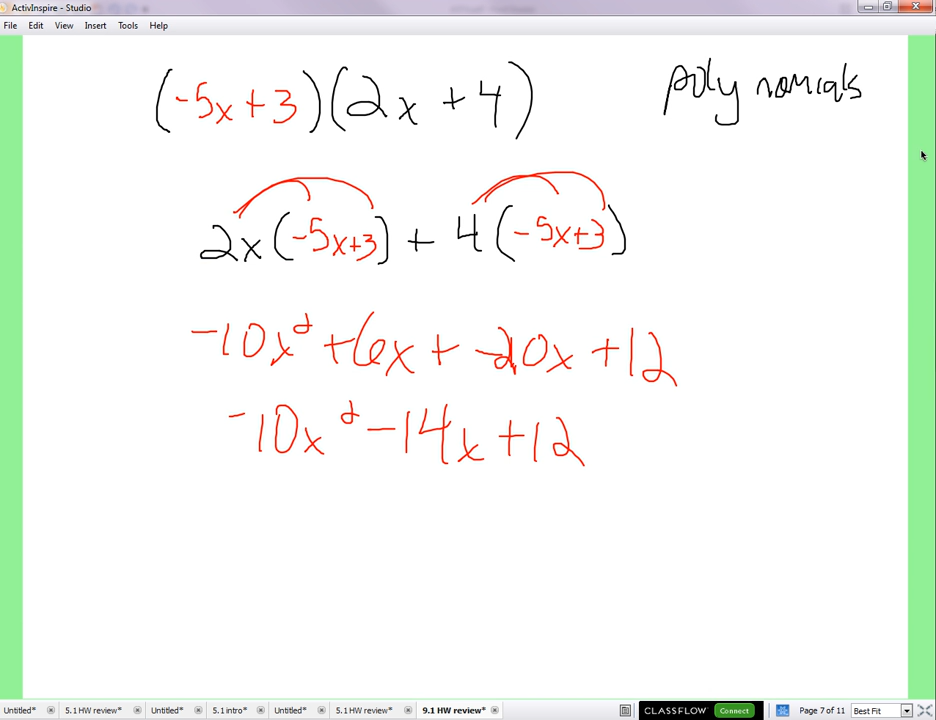 ActivInspire - Studio
File Edit View Insert Tools Help
(-5x+3)(2x+4)
polynomials
2x(-5x+3)+4(-5x+3)
-10x²+6x+-20x+12
-10x²-14x+12
Untitled* 5.1 HW review* Untitled* 5.1 intro* Untitled* 5.1 HW review* 9.1 HW review* CLASSFLOW Connect Page 7 of 11 Best Fit